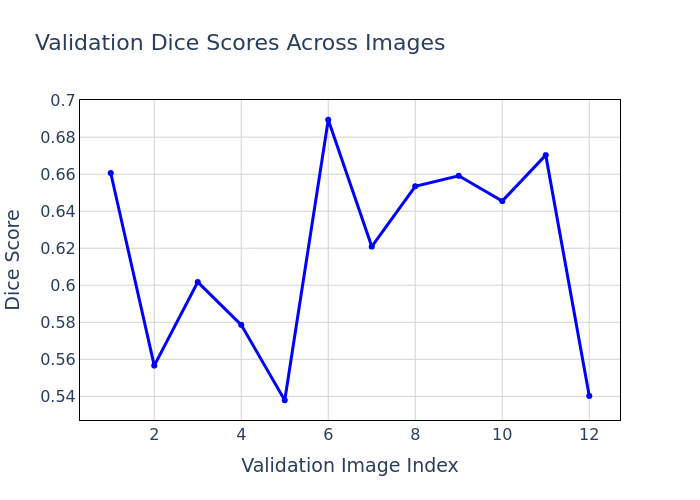 Validation Dice Scores Across Images
0.7
0.68
0.66
0.64
0.62
0.6
0.58
0.56
0.54
Dice Score
2 4 6 8 10 12
Validation Image Index